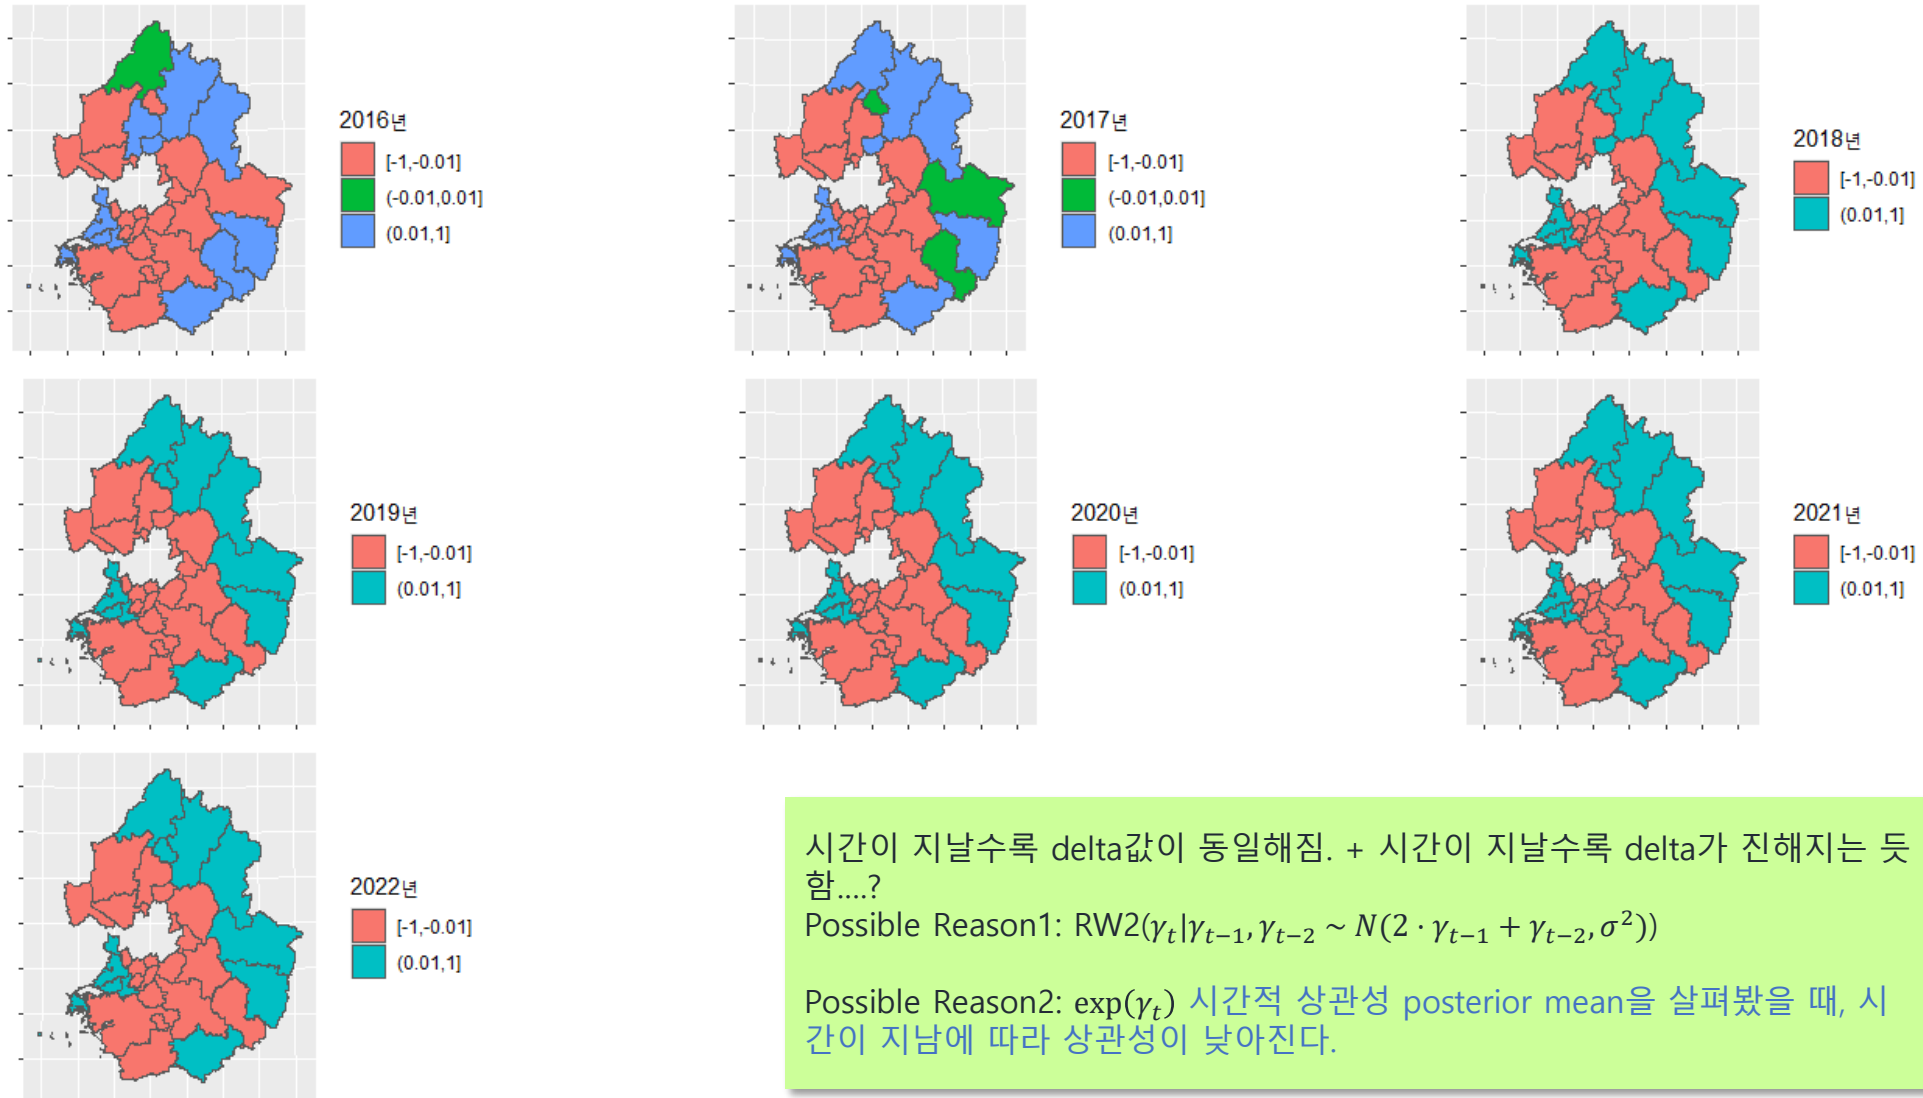 2016년
[-1,-0.01]
(-0.01,0.01]
(0.01,1]
2017년
[-1,-0.01]
(-0.01,0.01]
(0.01,1]
2018년
[-1,-0.01]
(0.01,1]
2019년
[-1,-0.01]
(0.01,1]
2020년
[-1,-0.01]
(0.01,1]
2021년
[-1,-0.01]
(0.01,1]
2022년
[-1,-0.01]
(0.01,1]
시간이 지날수록 delta값이 동일해짐. + 시간이 지날수록 delta가 진해지는 듯
함....?
Possible Reason1: RW2(γ_t|γ_{t−1}, γ_{t−2} ~ N(2 · γ_{t−1} + γ_{t−2}, σ²))
Possible Reason2: exp(γ_t) 시간적 상관성 posterior mean을 살펴봤을 때, 시
간이 지남에 따라 상관성이 낮아진다.